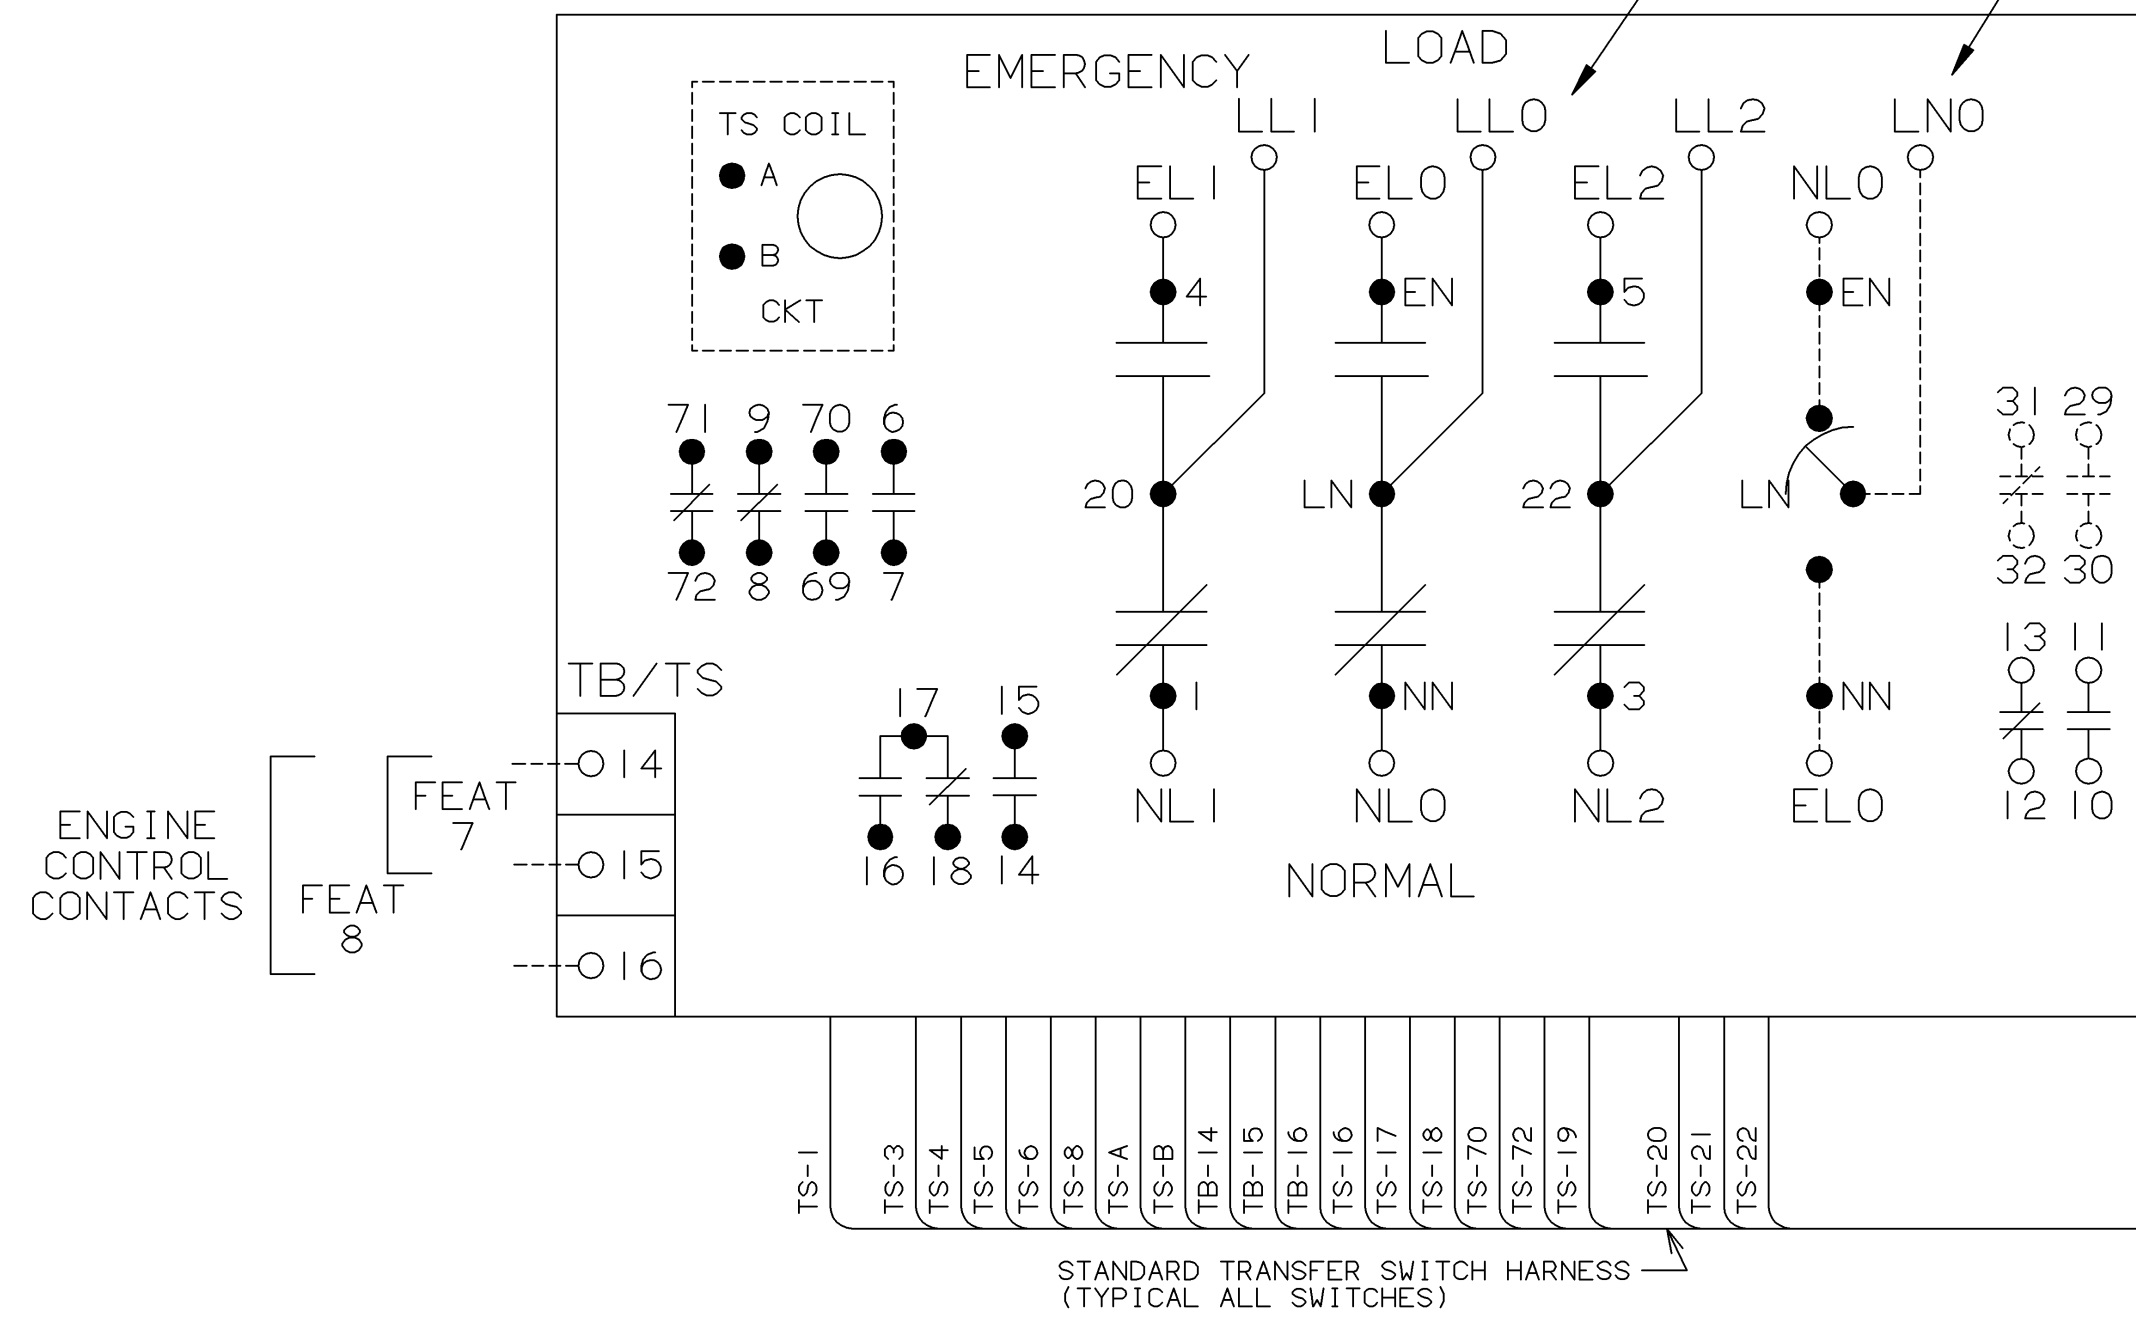 LOAD
EMERGENCY
TS COIL
A
B
CKT
LL1
LL0
LL2
LN0
EL1
EL0
EL2
NL0
4
EN
5
EN
71 9 70 6
72 8 69 7
20
LN
22
LN
31 29
32 30
13 11
12 10
1
NN
3
NN
NL1
NL0
NL2
EL0
NORMAL
TB/TS
14
15
16
17
15
16 18 14
ENGINE
CONTROL
CONTACTS
FEAT
7
FEAT
8
TS-1
TS-3
TS-4
TS-5
TS-6
TS-8
TS-A
TS-B
TB-14
TB-15
TB-16
TS-16
TS-17
TS-18
TS-70
TS-72
TS-19
TS-20
TS-21
TS-22
STANDARD TRANSFER SWITCH HARNESS
(TYPICAL ALL SWITCHES)